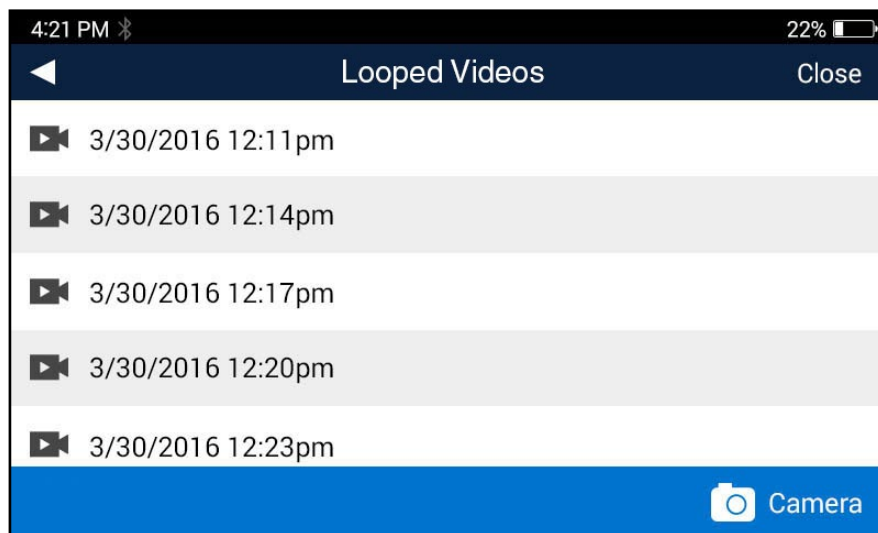 4:21 PM 22%
Looped Videos Close
3/30/2016 12:11pm
3/30/2016 12:14pm
3/30/2016 12:17pm
3/30/2016 12:20pm
3/30/2016 12:23pm
Camera